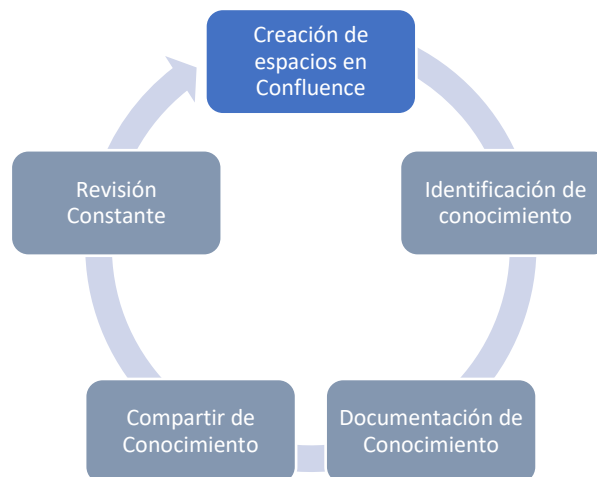 Creación de
espacios en
Confluence
Identificación de
conocimiento
Documentación de
Conocimiento
Compartir de
Conocimiento
Revisión
Constante